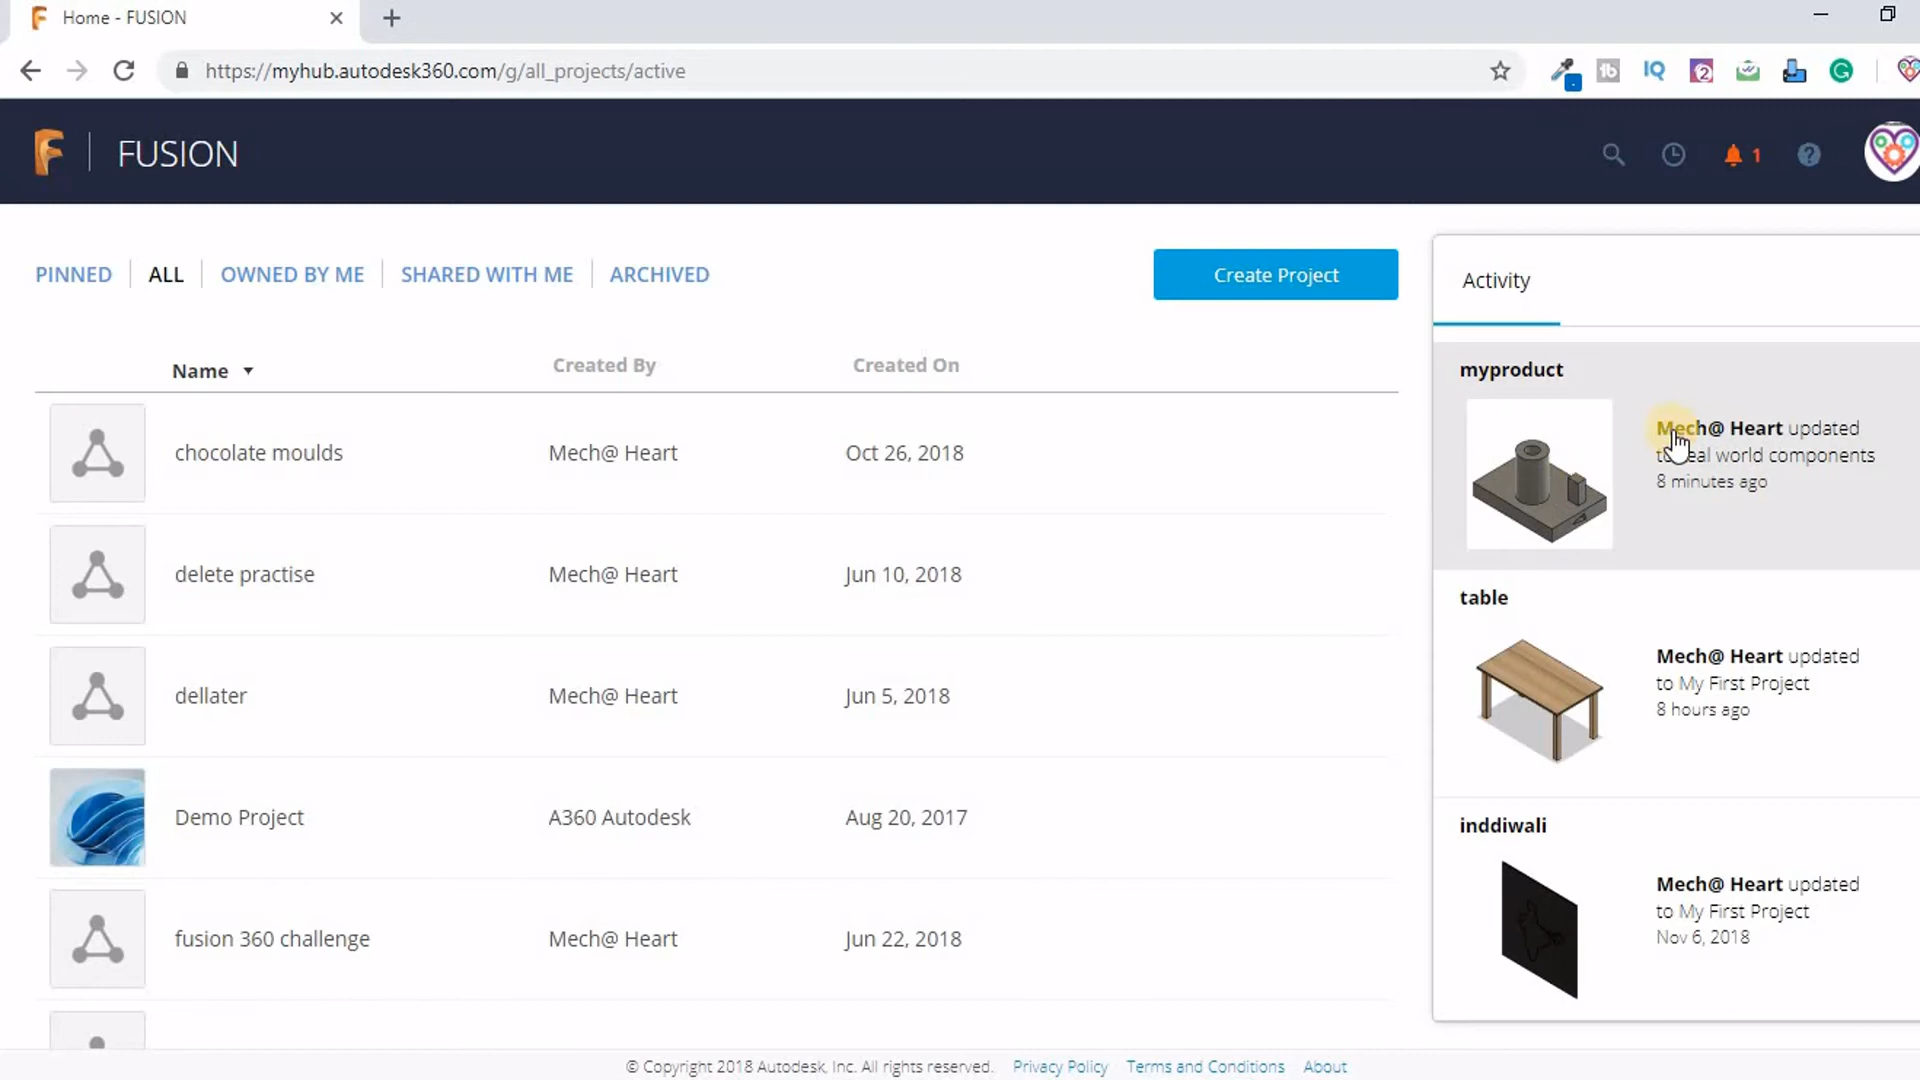 Home - FUSION
https://myhub.autodesk360.com/g/all_projects/active
FUSION
1
PINNED
ALL
OWNED BY ME
SHARED WITH ME
ARCHIVED
Create Project
Name
Created By
Created On
chocolate moulds
Mech@ Heart
Oct 26, 2018
delete practise
Mech@ Heart
Jun 10, 2018
dellater
Mech@ Heart
Jun 5, 2018
Demo Project
A360 Autodesk
Aug 20, 2017
fusion 360 challenge
Mech@ Heart
Jun 22, 2018
Activity
myproduct
Mech@ Heart updated
to real world components
8 minutes ago
table
Mech@ Heart updated
to My First Project
8 hours ago
inddiwali
Mech@ Heart updated
to My First Project
Nov 6, 2018
© Copyright 2018 Autodesk, Inc. All rights reserved. Privacy Policy Terms and Conditions About